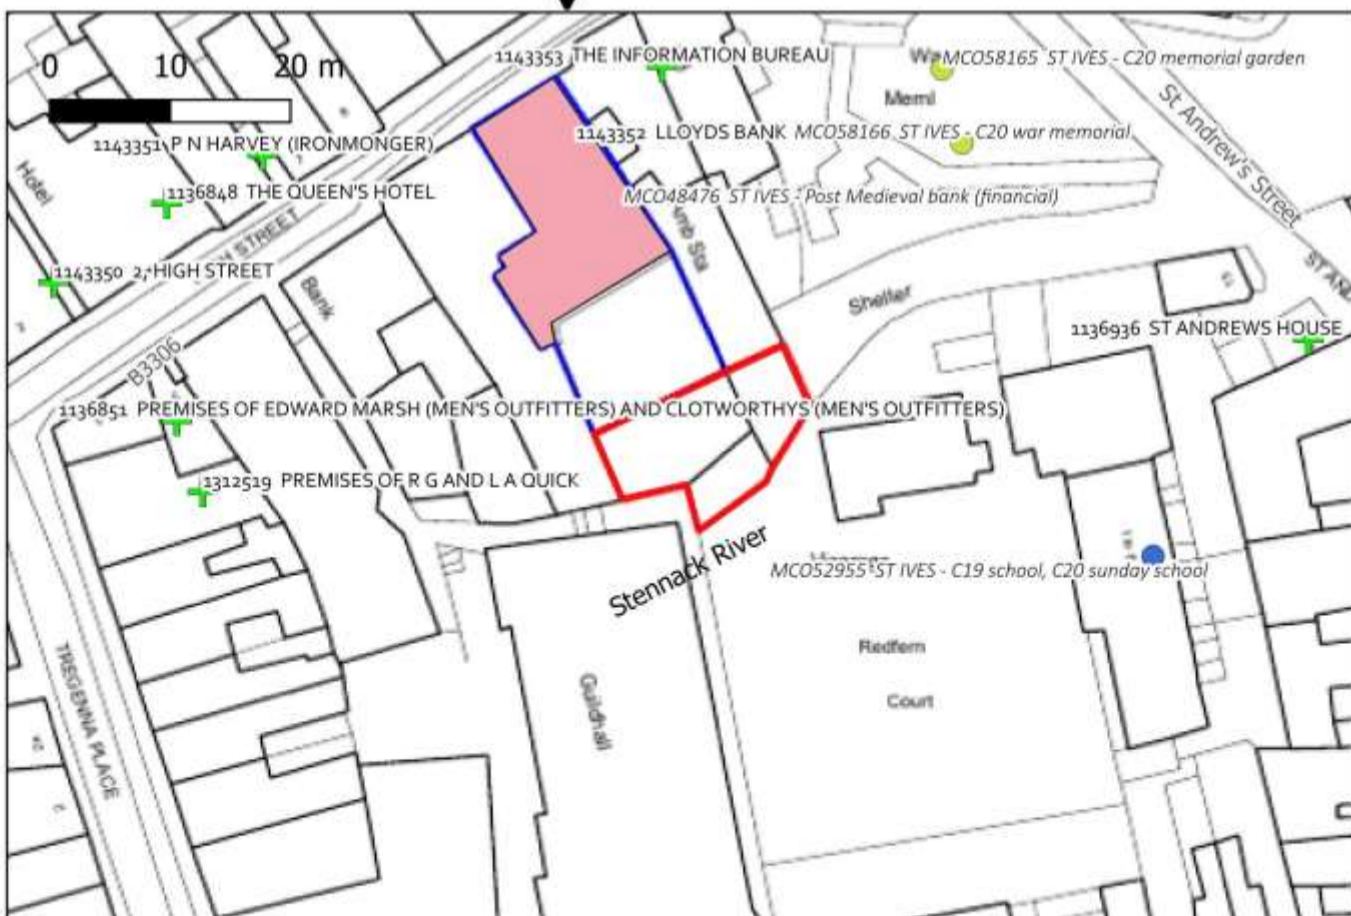 0 10 20 m
1143353 THE INFORMATION BUREAU
MCO58165 ST IVES - C20 memorial garden
Meml
St Andrew's Street
1143351 P N HARVEY (IRONMONGER)
1143352 LLOYDS BANK
MCO58166 ST IVES - C20 war memorial
Hotel
1136848 THE QUEEN'S HOTEL
MCO48476 ST IVES - Post Medieval bank (financial)
STREET
1143350 2, HIGH STREET
Bank
Shelter
1136936 ST ANDREWS HOUSE
B3306
1136851 PREMISES OF EDWARD MARSH (MEN'S OUTFITTERS) AND CLOTWORTHYS (MEN'S OUTFITTERS)
1312519 PREMISES OF R G AND L A QUICK
Stennack River
MCO52955 ST IVES - C19 school, C20 sunday school
Redfern
Court
TREGENNA PLACE
Guildhall